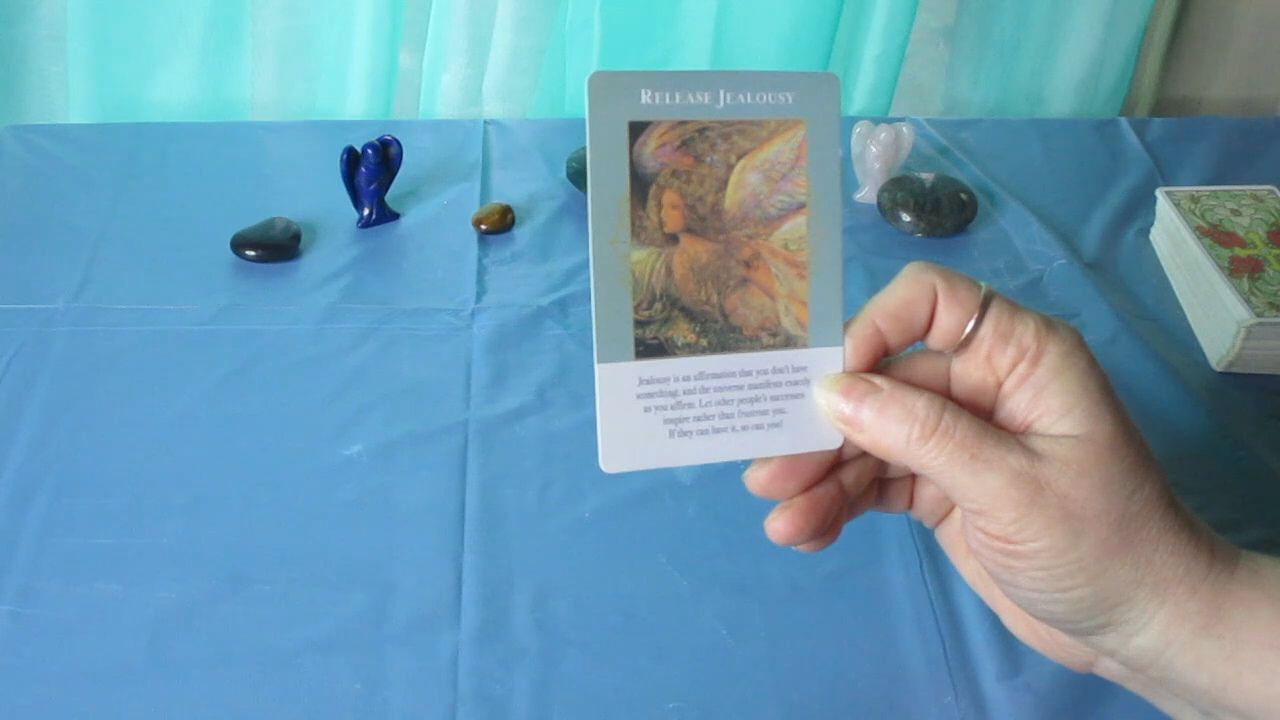 RELEASE JEALOUSY
Jealousy is an affirmation that you don't have
something, and the universe manifests exactly
as you affirm. Let other people's successes
inspire rather than frustrate you.
If they can have it, so can you!